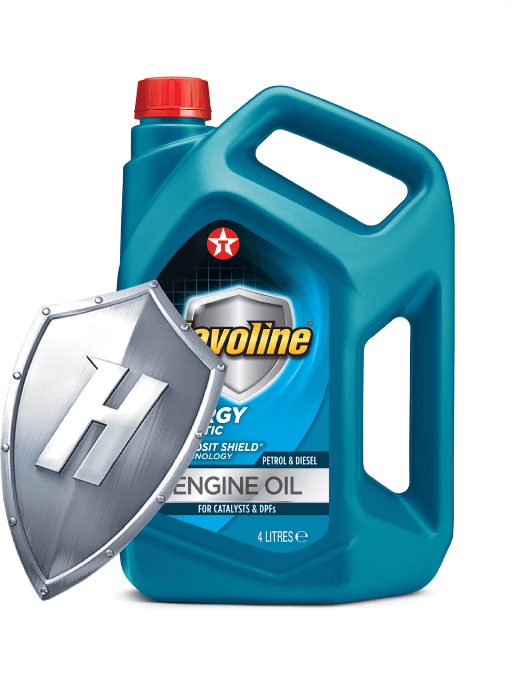 T
avoline®
RGY
TIC
OSIT SHIELD®
NOLOGY
PETROL & DIESEL
ENGINE OIL
FOR CATALYSTS & DPFs
4 LITRES ℮
H